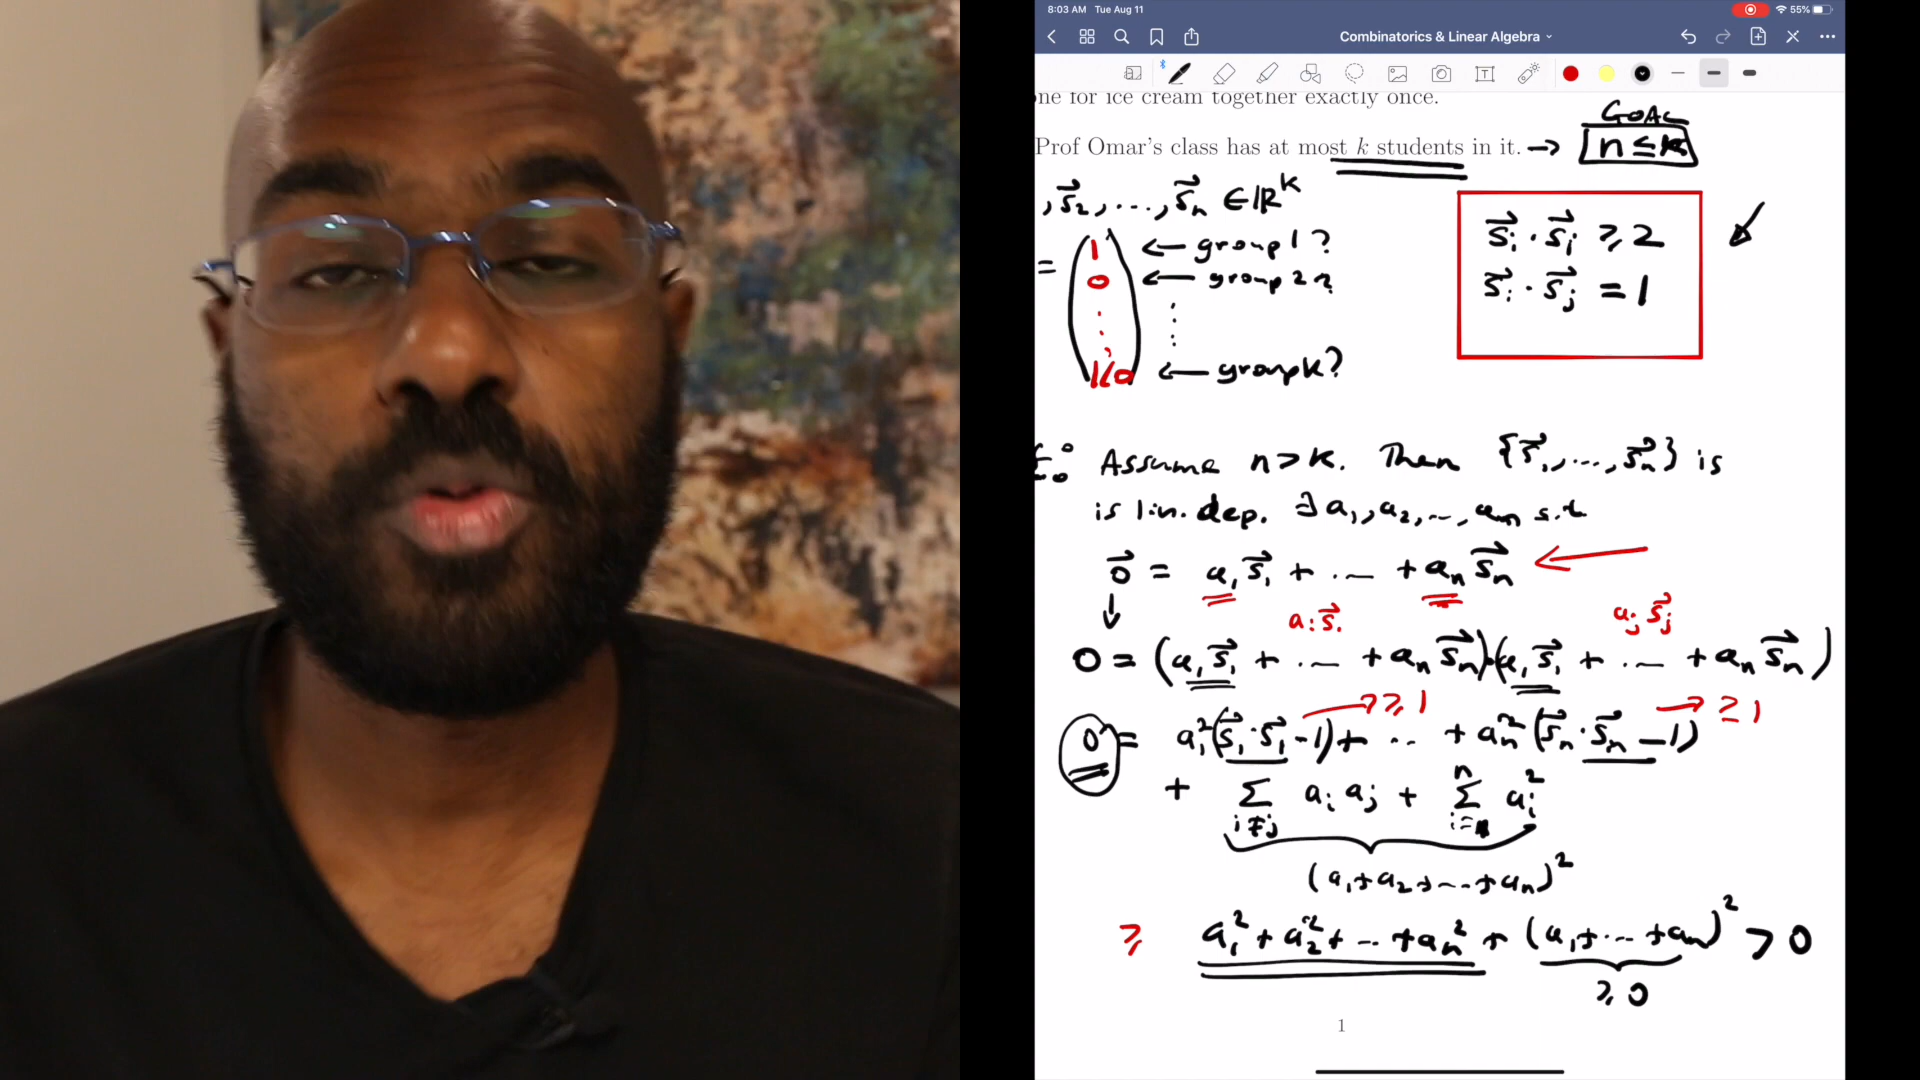 8:03 AM Tue Aug 11
55%
Combinatorics & Linear Algebra
one for ice cream together exactly once.
GOAL
Prof Omar's class has at most k students in it. → n ≤ k
, s⃗₂, ..., s⃗ₙ ∈ ℝᵏ
s⃗ᵢ · s⃗ᵢ ≥ 2
s⃗ᵢ · s⃗ⱼ = 1
1 ← group 1?
= 0 ← group 2?
⋮ ⋮
1/0 ← group k?
Assume n > k. Then {s⃗₁, ..., s⃗ₙ} is
is lin. dep. ∃ a₁, a₂, ..., aₙ s.t
0⃗ = a₁s⃗₁ + ... + aₙs⃗ₙ
aᵢs⃗ᵢ aⱼs⃗ⱼ
0 = (a₁s⃗₁ + ... + aₙs⃗ₙ)·(a₁s⃗₁ + ... + aₙs⃗ₙ)
→ ≥ 1 → ≥ 1
0 = a₁²(s⃗₁·s⃗₁ - 1) + ... + aₙ²(s⃗ₙ·s⃗ₙ - 1)
+ Σ aᵢ aⱼ + Σ aᵢ²
i≠j n
(a₁+a₂+...+aₙ)²
≥ a₁² + a₂² + ... + aₙ² + (a₁+...+aₙ)² > 0
≥ 0
1